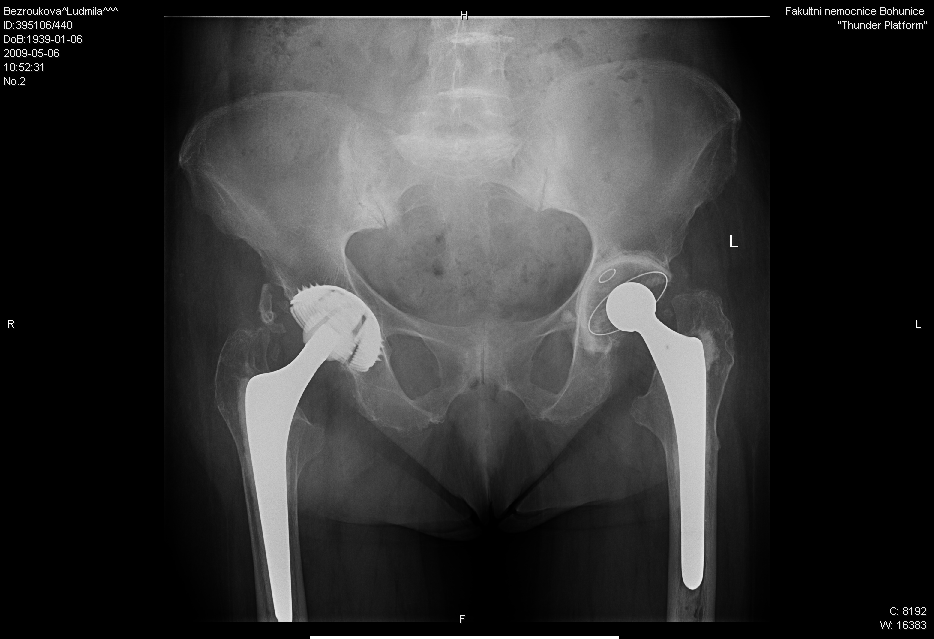 Bezroukova^Ludmila^^^
ID:395106/440
DoB:1939-01-06
2009-05-06
10:52:31
No.2
H
Fakultni nemocnice Bohunice
"Thunder Platform"
L
R
L
F
C: 8192
W: 16383